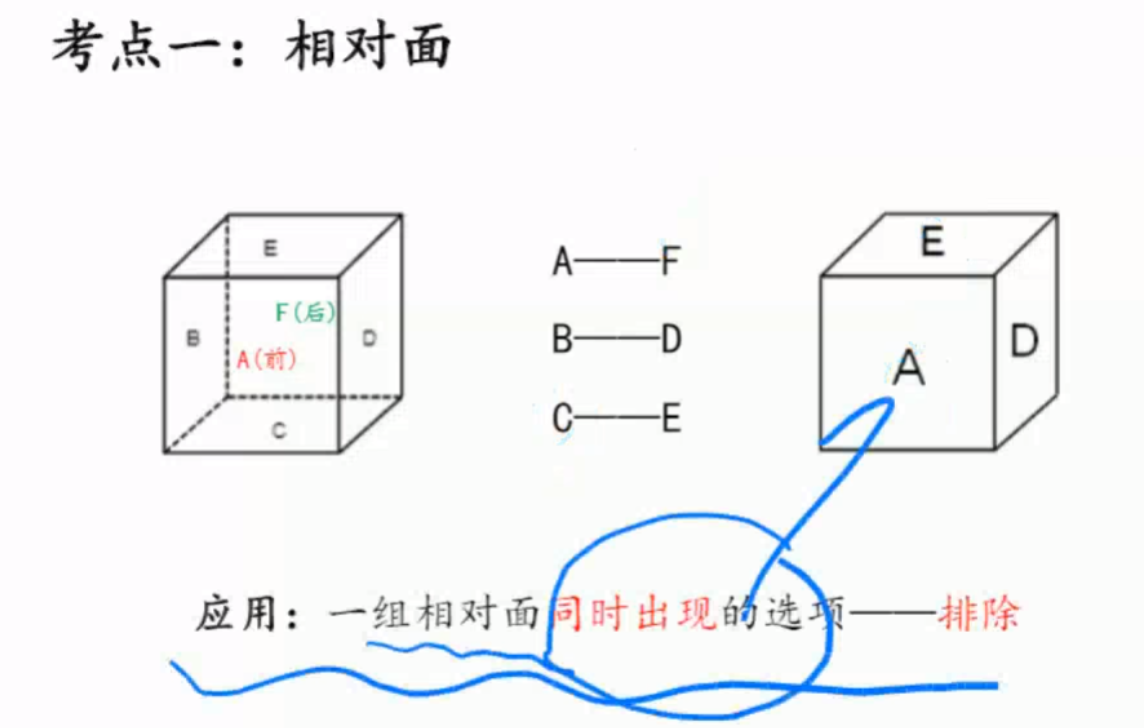 考点一：相对面
E
F(后)
B
D
A(前)
C
A——F
B——D
C——E
E
D
A
应用：一组相对面同时出现的选项——排除